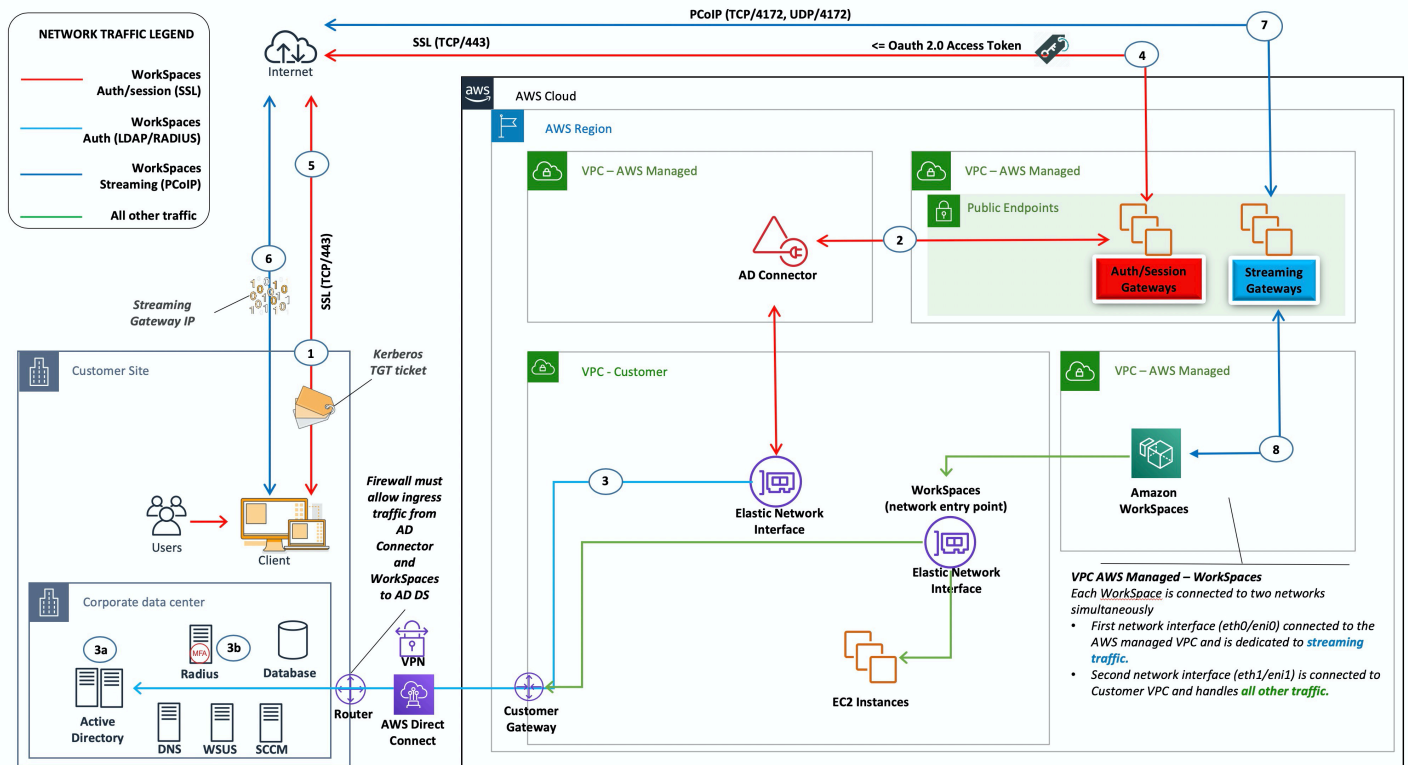 NETWORK TRAFFIC LEGEND
WorkSpaces
Auth/session (SSL)
WorkSpaces
Auth (LDAP/RADIUS)
WorkSpaces
Streaming (PCoIP)
All other traffic
Internet
PCoIP (TCP/4172, UDP/4172)
7
SSL (TCP/443)
<= Oauth 2.0 Access Token
4
aws
AWS Cloud
AWS Region
5
6
SSL (TCP/443)
Streaming
Gateway IP
1
Kerberos
TGT ticket
VPC – AWS Managed
AD Connector
2
VPC – AWS Managed
Public Endpoints
Auth/Session
Gateways
Streaming
Gateways
Customer Site
Users
Client
Firewall must
allow ingress
traffic from
AD
Connector
and
WorkSpaces
to AD DS
VPC - Customer
3
Elastic Network
Interface
WorkSpaces
(network entry point)
Elastic Network
Interface
EC2 Instances
VPC – AWS Managed
8
Amazon
WorkSpaces
VPC AWS Managed – WorkSpaces
Each WorkSpace is connected to two networks
simultaneously
• First network interface (eth0/eni0) connected to the
AWS managed VPC and is dedicated to streaming
traffic.
• Second network interface (eth1/eni1) is connected to
Customer VPC and handles all other traffic.
Corporate data center
3a
MFA
3b
Radius
Database
Active
Directory
DNS
WSUS
SCCM
Router
VPN
AWS Direct
Connect
Customer
Gateway